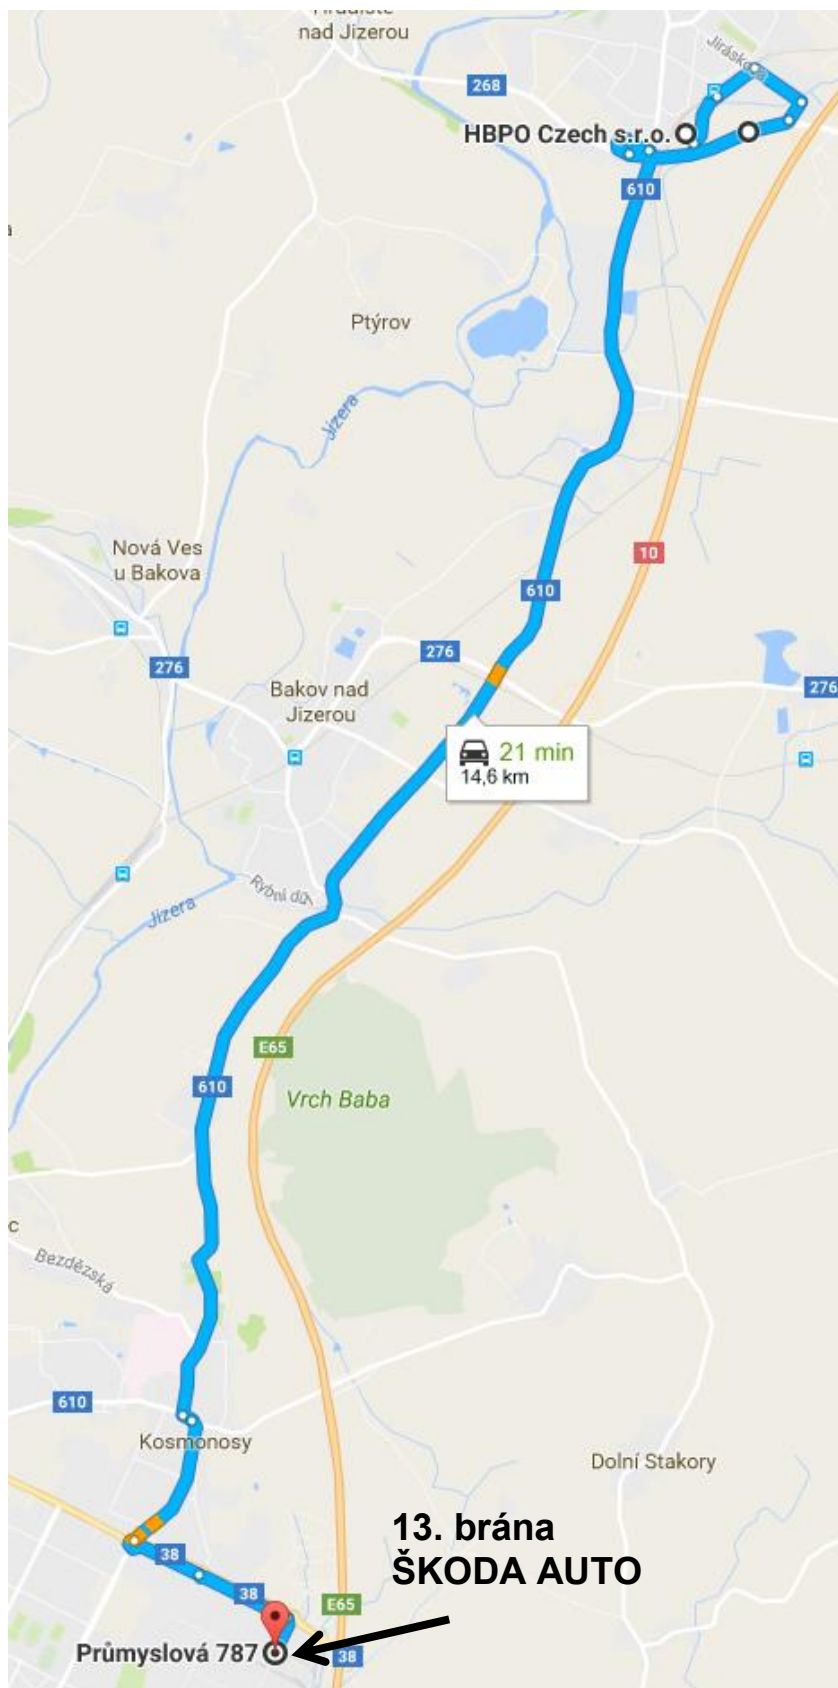 nad Jizerou
Jiráskova
268
HBPO Czech s.r.o.
610
Ptýrov
Jizera
Nová Ves
u Bakova
10
610
276
276
276
Bakov nad
Jizerou
21 min
14,6 km
Jizera
E65
610
Vrch Baba
c
Bezdězská
610
Kosmonosy
Dolní Stakory
13. brána
ŠKODA AUTO
38
38
E65
Průmyslová 787
38